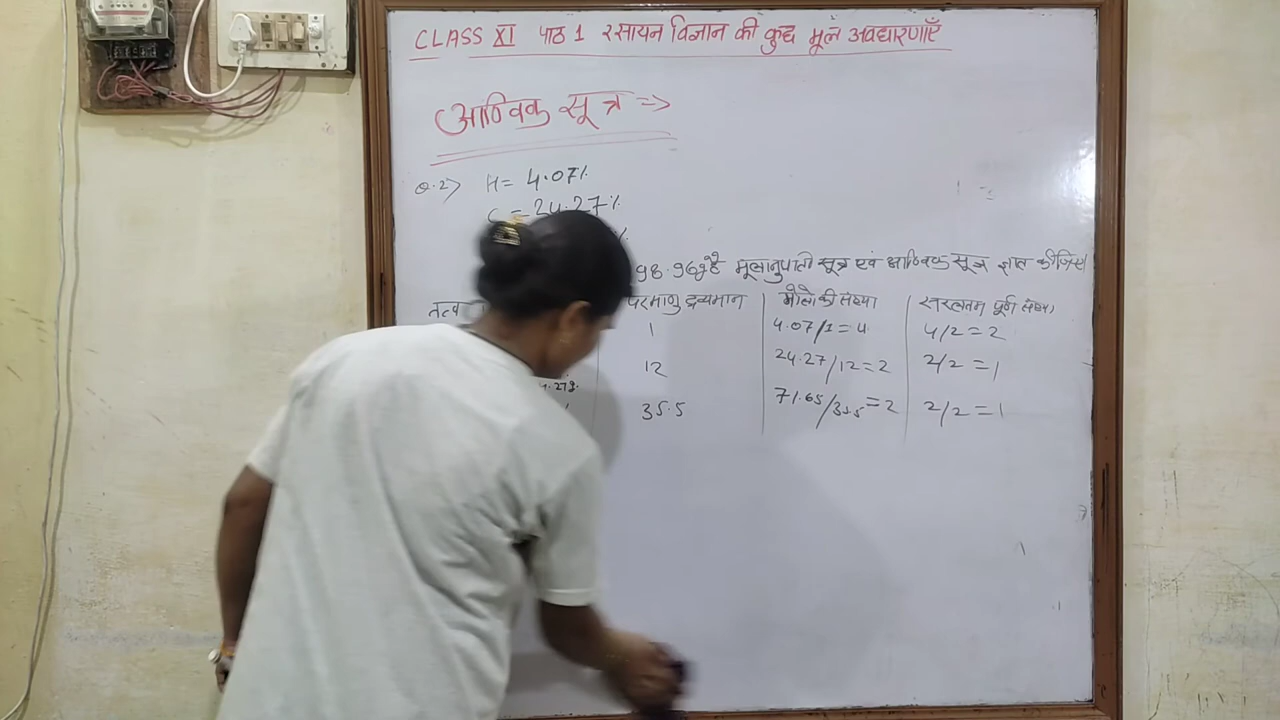 CLASS XI पाठ 1 रसायन विज्ञान की कुछ मूल अवधारणाएँ
आण्विक सूत्र =>
Q.2> H = 4.07%
C = 24.27%
%
98.96 है मूलानुपाती सूत्र एवं आण्विक सूत्र ज्ञात कीजिए।
तत्व परमाणु द्रव्यमान मोलो की संख्या सरलतम पूर्ण संख्या
1 4.07/1 = 4 4/2 = 2
12 24.27/12 = 2 2/2 = 1
35.5 71.65/35.5 = 2 2/2 = 1